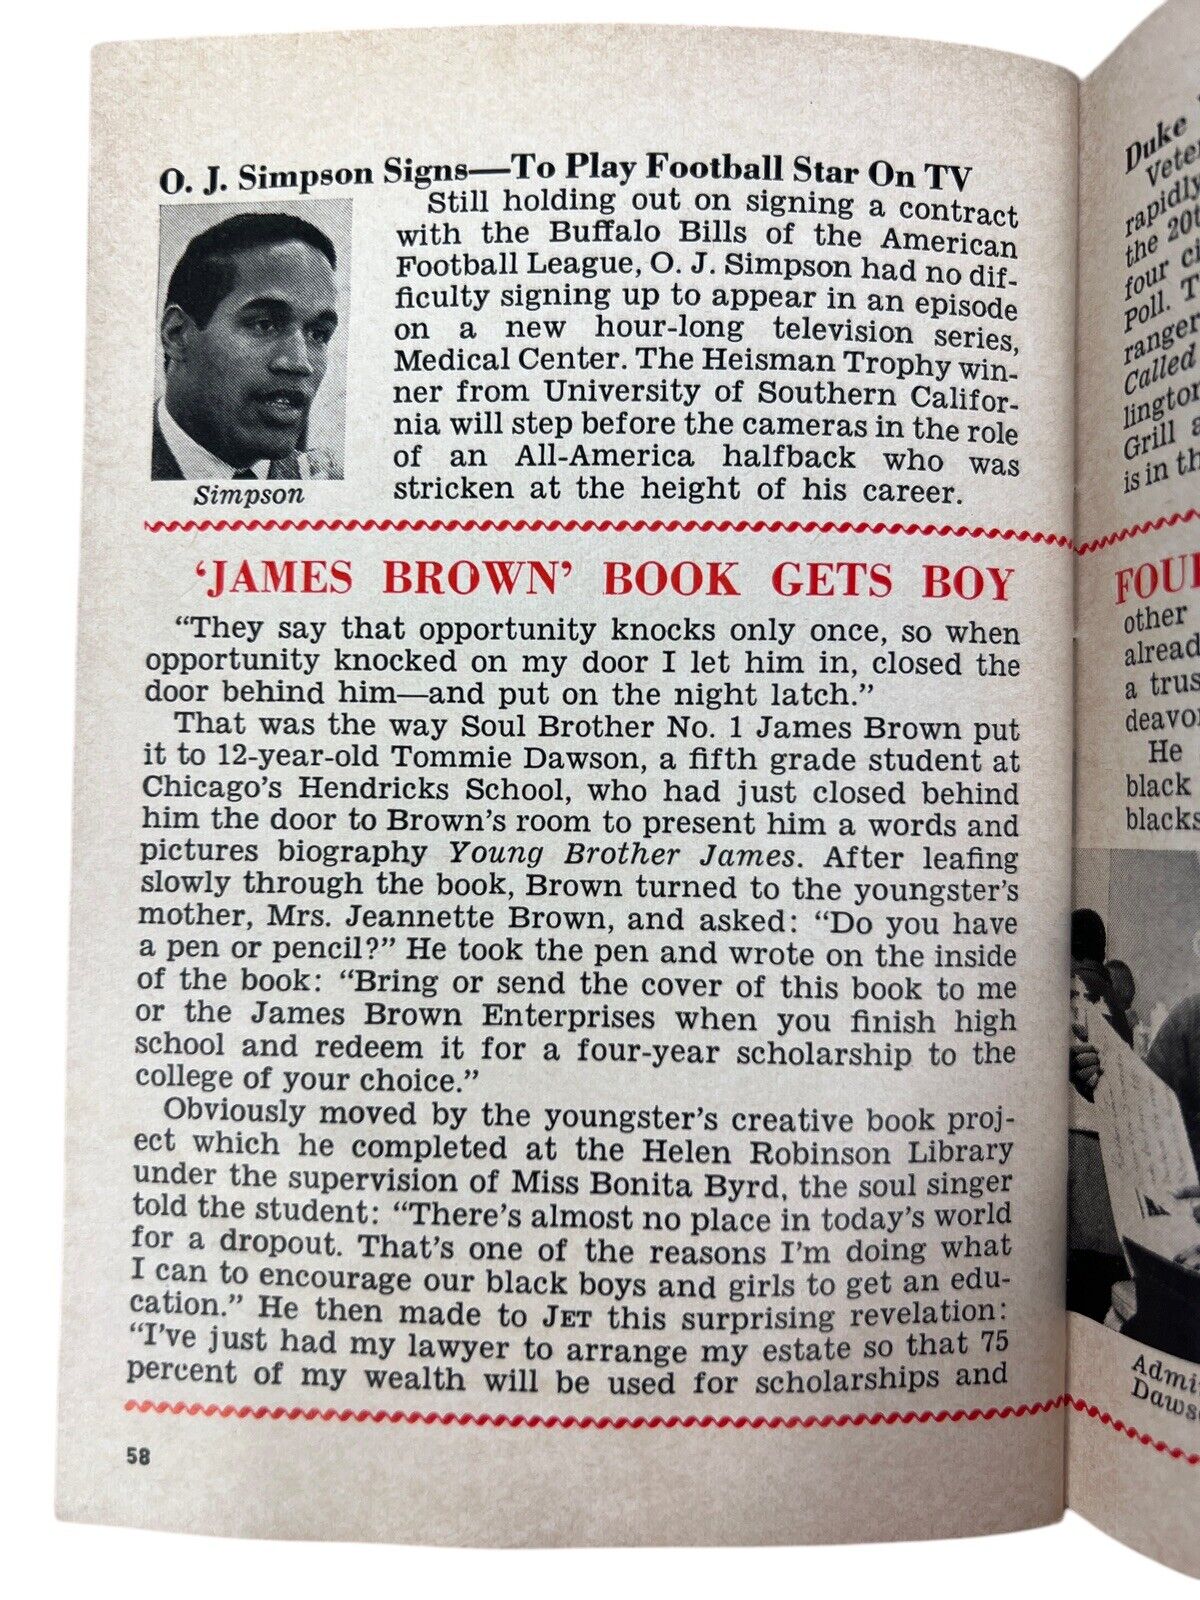 O. J. Simpson Signs—To Play Football Star On TV
Still holding out on signing a contract
with the Buffalo Bills of the American
Football League, O. J. Simpson had no dif-
ficulty signing up to appear in an episode
on a new hour-long television series,
Medical Center. The Heisman Trophy win-
ner from University of Southern Califor-
nia will step before the cameras in the role
of an All-America halfback who was
stricken at the height of his career.
Simpson
‘JAMES BROWN’ BOOK GETS BOY
“They say that opportunity knocks only once, so when
opportunity knocked on my door I let him in, closed the
door behind him—and put on the night latch.”
That was the way Soul Brother No. 1 James Brown put
it to 12-year-old Tommie Dawson, a fifth grade student at
Chicago’s Hendricks School, who had just closed behind
him the door to Brown’s room to present him a words and
pictures biography Young Brother James. After leafing
slowly through the book, Brown turned to the youngster’s
mother, Mrs. Jeannette Brown, and asked: “Do you have
a pen or pencil?” He took the pen and wrote on the inside
of the book: “Bring or send the cover of this book to me
or the James Brown Enterprises when you finish high
school and redeem it for a four-year scholarship to the
college of your choice.”
Obviously moved by the youngster’s creative book proj-
ect which he completed at the Helen Robinson Library
under the supervision of Miss Bonita Byrd, the soul singer
told the student: “There’s almost no place in today’s world
for a dropout. That’s one of the reasons I’m doing what
I can to encourage our black boys and girls to get an edu-
cation.” He then made to JET this surprising revelation:
“I’ve just had my lawyer to arrange my estate so that 75
percent of my wealth will be used for scholarships and
58
Duke
rapidly
the
four
Poll.
Called
Grill
is in
other
a
He
black
blacks